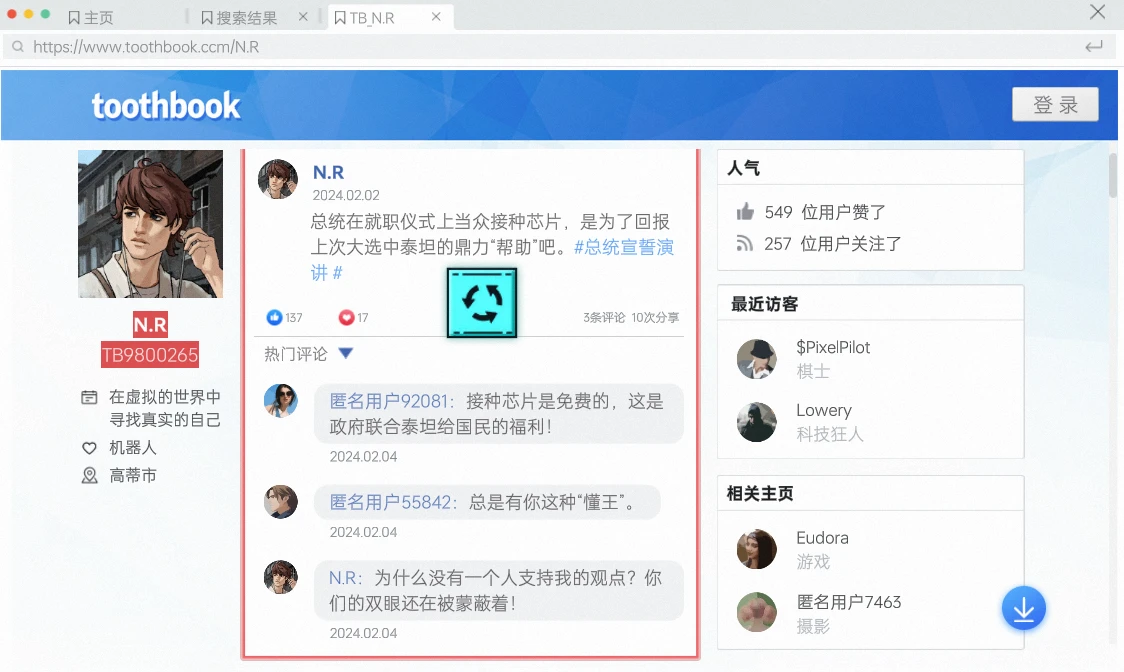 主页
搜索结果
TB_N.R
https://www.toothbook.ccm/N.R
toothbook
登 录
N.R
TB9800265
在虚拟的世界中
寻找真实的自己
机器人
高蒂市
N.R
2024.02.02
总统在就职仪式上当众接种芯片，是为了回报
上次大选中泰坦的鼎力“帮助”吧。#总统宣誓演
讲 #
137
17
3条评论 10次分享
热门评论
匿名用户92081：接种芯片是免费的，这是
政府联合泰坦给国民的福利！
2024.02.04
匿名用户55842：总是有你这种“懂王”。
2024.02.04
N.R：为什么没有一个人支持我的观点？你
们的双眼还在被蒙蔽着！
2024.02.04
人气
549 位用户赞了
257 位用户关注了
最近访客
$PixelPilot
棋士
Lowery
科技狂人
相关主页
Eudora
游戏
匿名用户7463
摄影